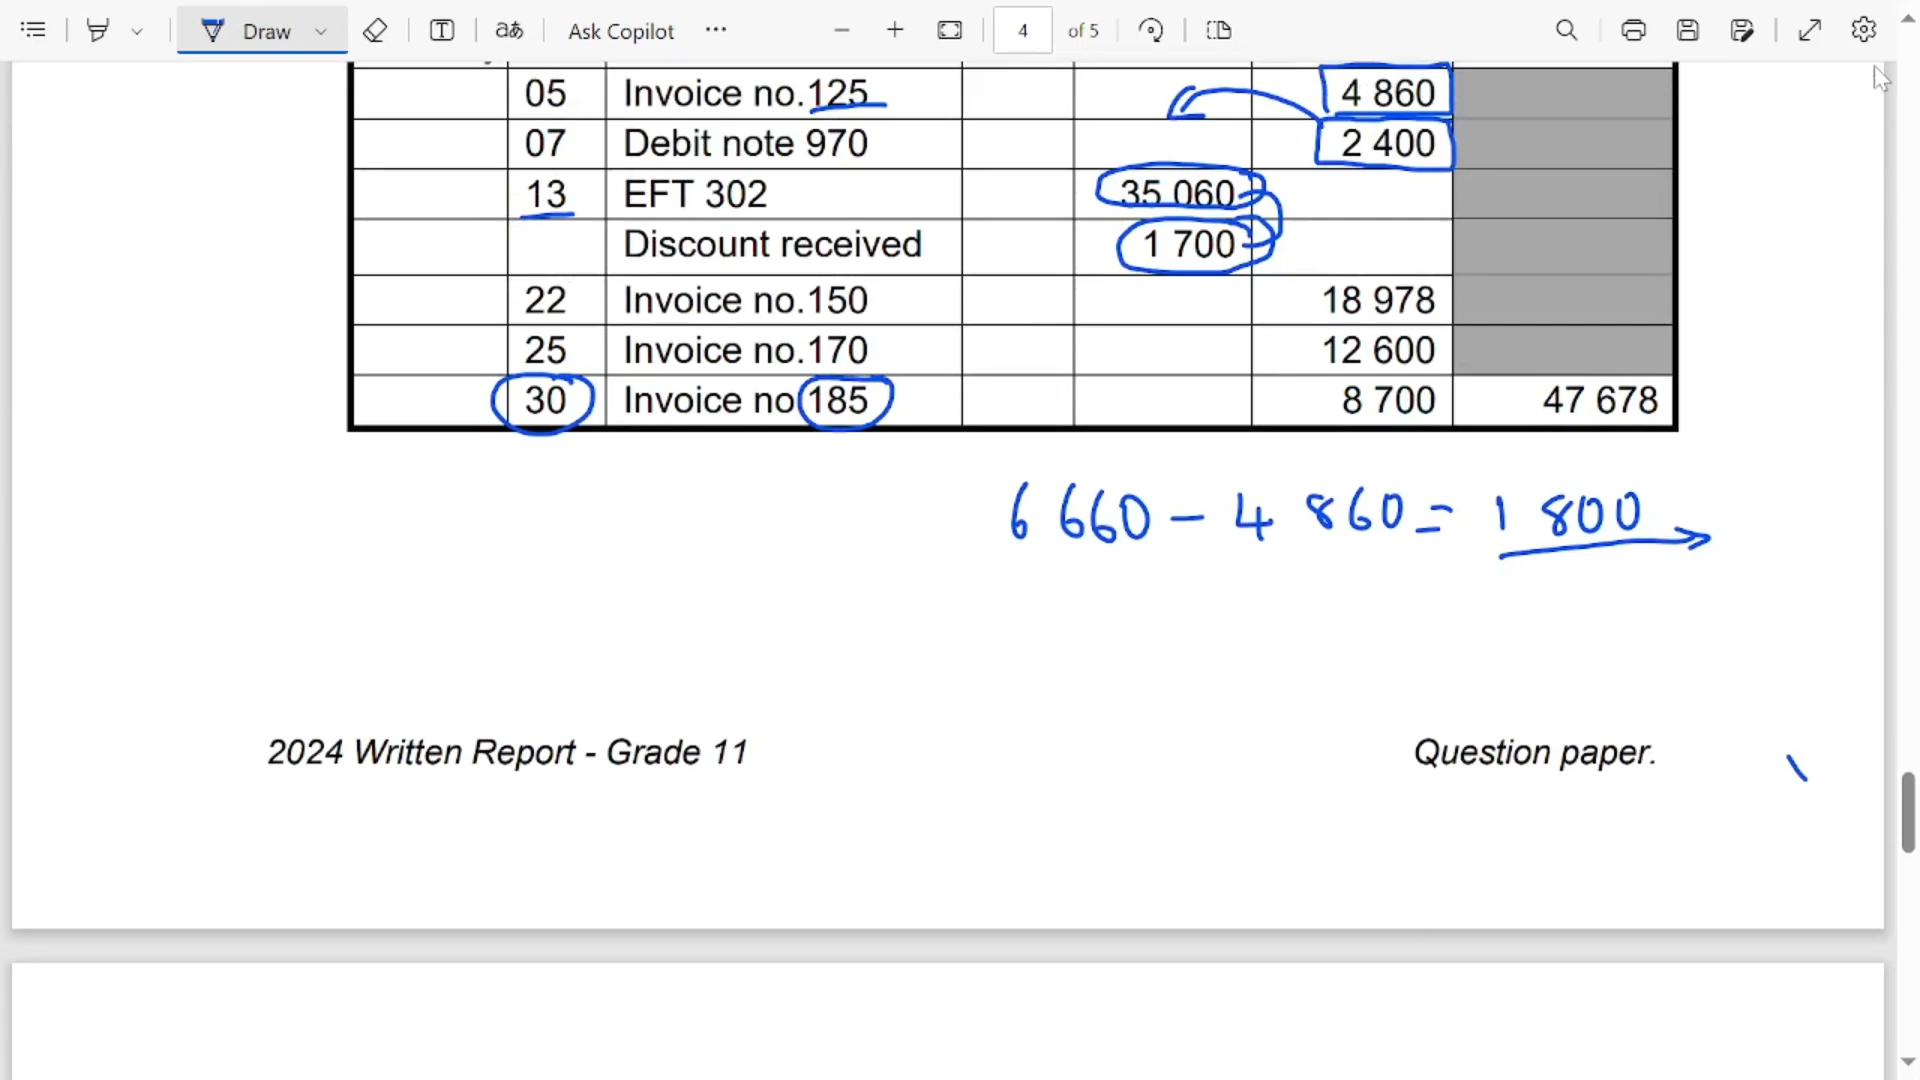 Draw Ask Copilot 4 of 5
05 Invoice no.125 4 860
07 Debit note 970 2 400
13 EFT 302 35 060
Discount received 1 700
22 Invoice no.150 18 978
25 Invoice no.170 12 600
30 Invoice no 185 8 700 47 678
6 660 - 4 860 = 1 800
2024 Written Report - Grade 11 Question paper.